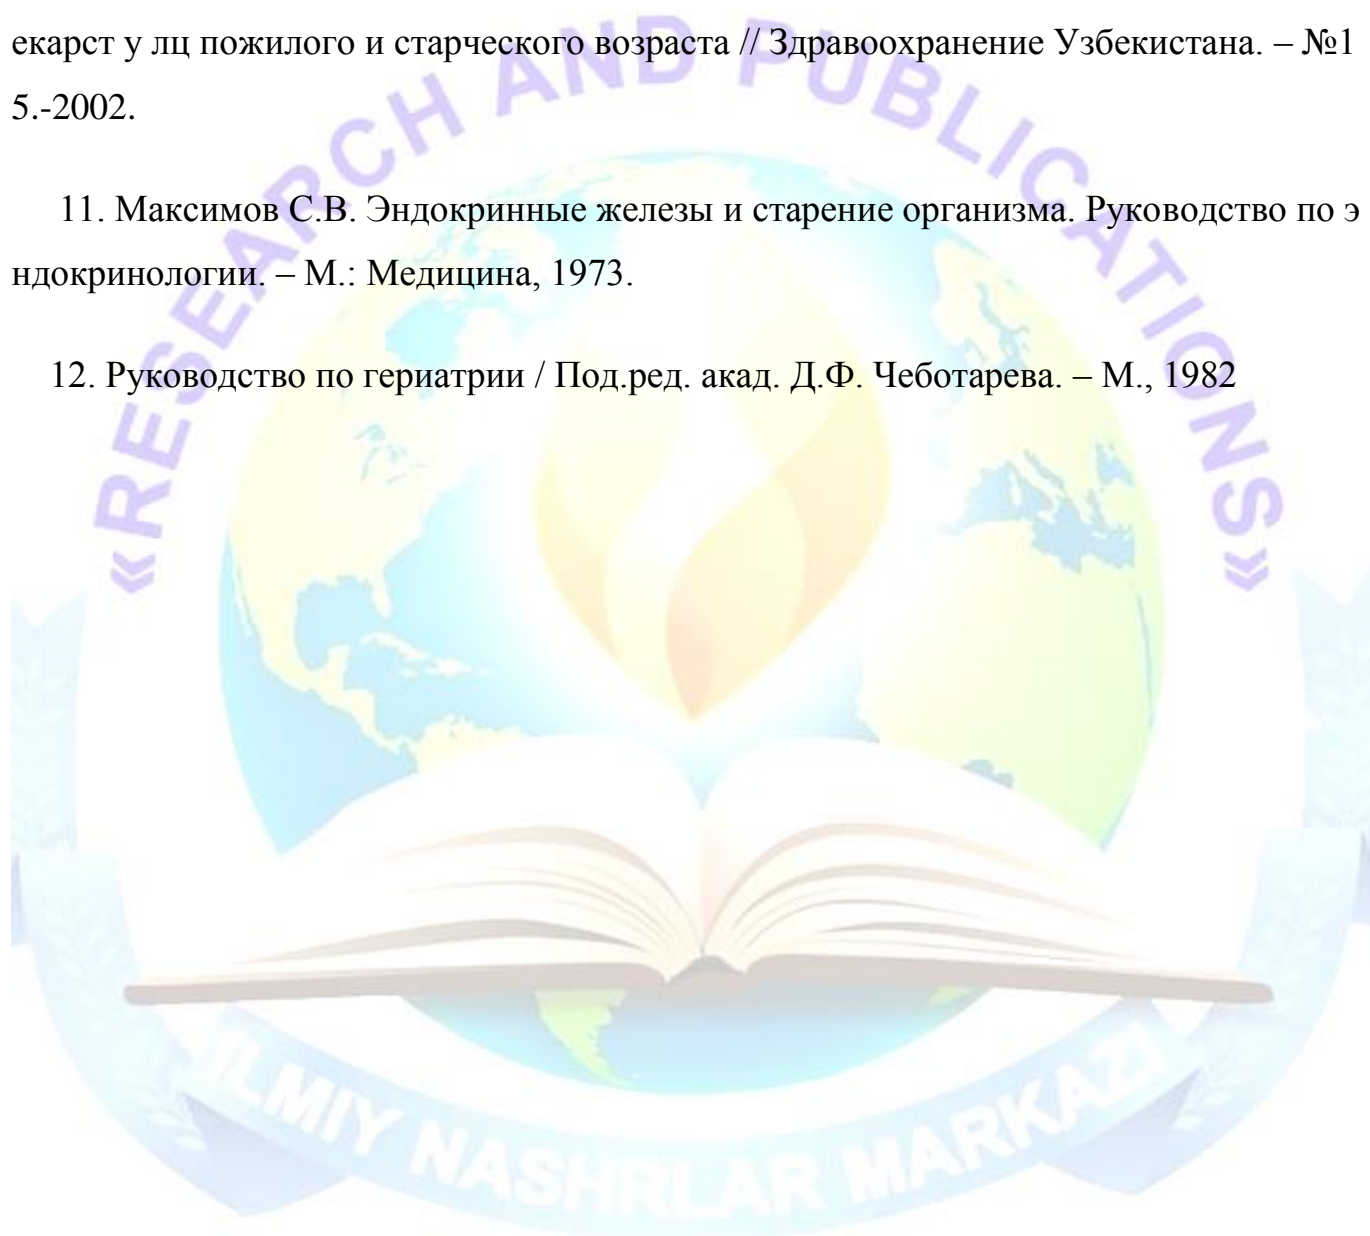 екарст у лц пожилого и старческого возраста // Здравоохранение Узбекистана. – №1
5.-2002.
11. Максимов С.В. Эндокринные железы и старение организма. Руководство по э
ндокринологии. – М.: Медицина, 1973.
12. Руководство по гериатрии / Под.ред. акад. Д.Ф. Чеботарева. – М., 1982
«RESEARCH AND PUBLICATIONS»
ILMIY NASHRLAR MARKAZI